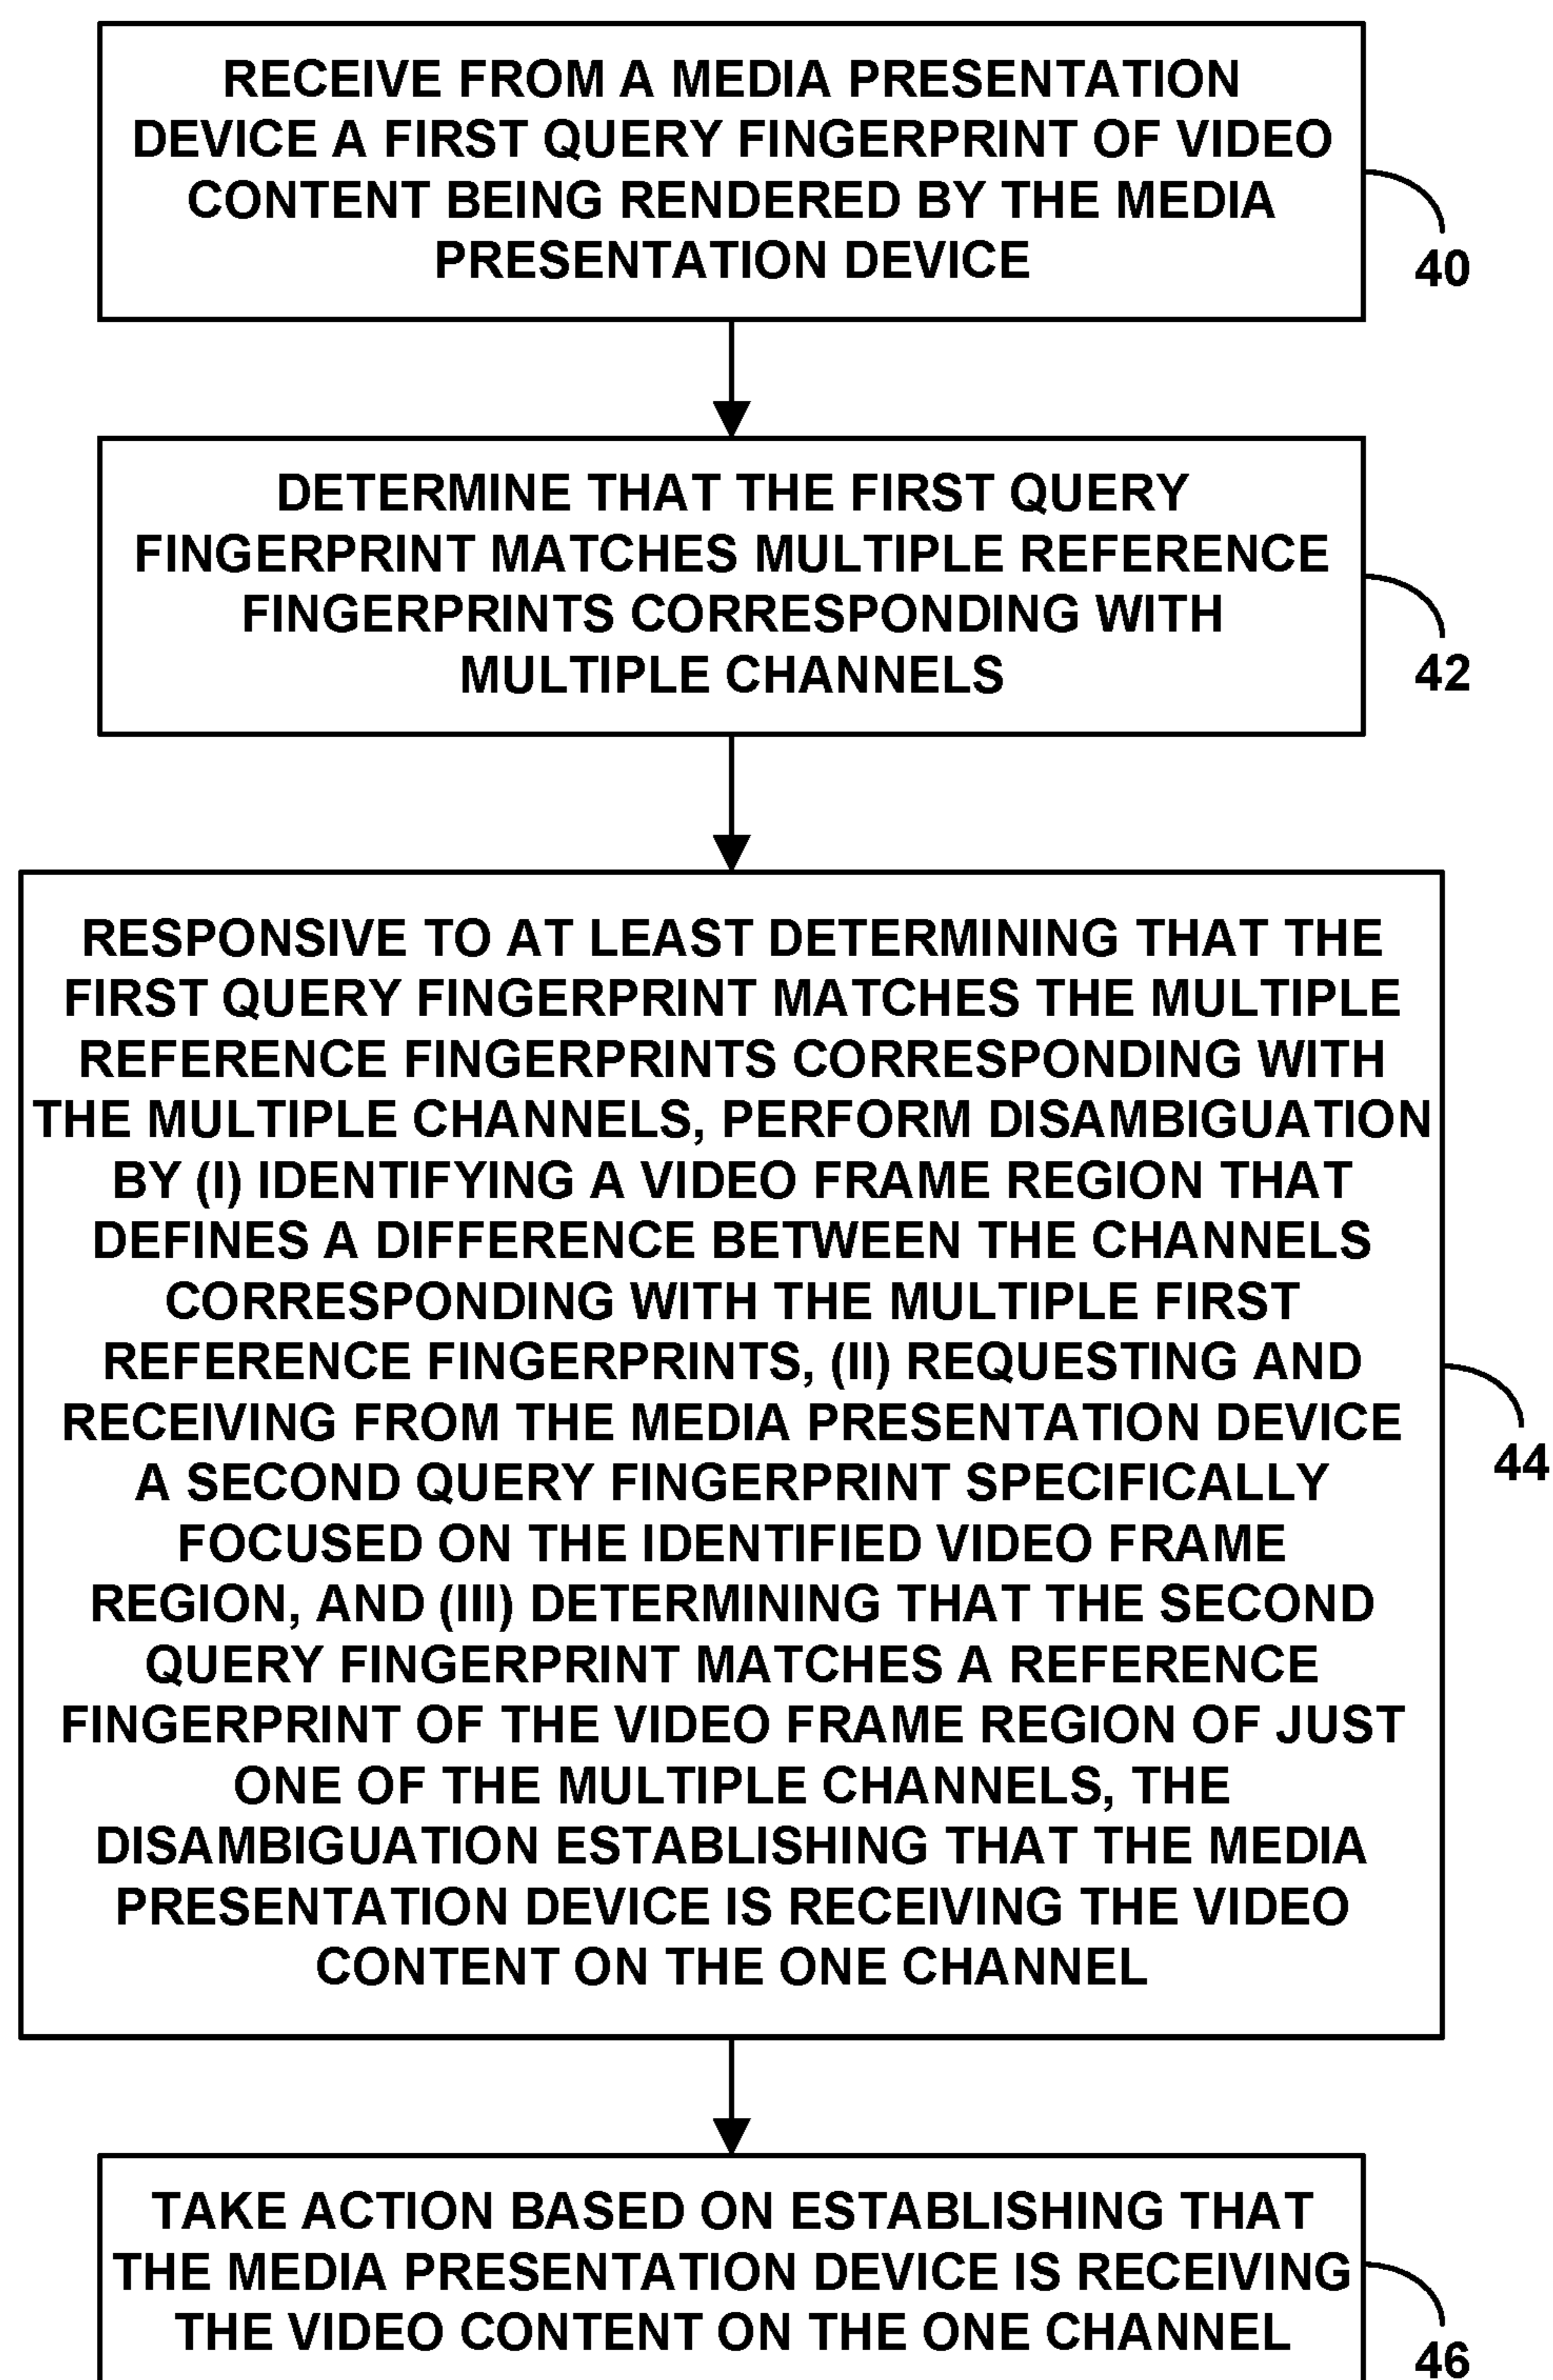 RECEIVE FROM A MEDIA PRESENTATION
DEVICE A FIRST QUERY FINGERPRINT OF VIDEO
CONTENT BEING RENDERED BY THE MEDIA
PRESENTATION DEVICE
40
DETERMINE THAT THE FIRST QUERY
FINGERPRINT MATCHES MULTIPLE REFERENCE
FINGERPRINTS CORRESPONDING WITH
MULTIPLE CHANNELS
42
RESPONSIVE TO AT LEAST DETERMINING THAT THE
FIRST QUERY FINGERPRINT MATCHES THE MULTIPLE
REFERENCE FINGERPRINTS CORRESPONDING WITH
THE MULTIPLE CHANNELS, PERFORM DISAMBIGUATION
BY (I) IDENTIFYING A VIDEO FRAME REGION THAT
DEFINES A DIFFERENCE BETWEEN THE CHANNELS
CORRESPONDING WITH THE MULTIPLE FIRST
REFERENCE FINGERPRINTS, (II) REQUESTING AND
RECEIVING FROM THE MEDIA PRESENTATION DEVICE
A SECOND QUERY FINGERPRINT SPECIFICALLY
FOCUSED ON THE IDENTIFIED VIDEO FRAME
REGION, AND (III) DETERMINING THAT THE SECOND
QUERY FINGERPRINT MATCHES A REFERENCE
FINGERPRINT OF THE VIDEO FRAME REGION OF JUST
ONE OF THE MULTIPLE CHANNELS, THE
DISAMBIGUATION ESTABLISHING THAT THE MEDIA
PRESENTATION DEVICE IS RECEIVING THE VIDEO
CONTENT ON THE ONE CHANNEL
44
TAKE ACTION BASED ON ESTABLISHING THAT
THE MEDIA PRESENTATION DEVICE IS RECEIVING
THE VIDEO CONTENT ON THE ONE CHANNEL
46